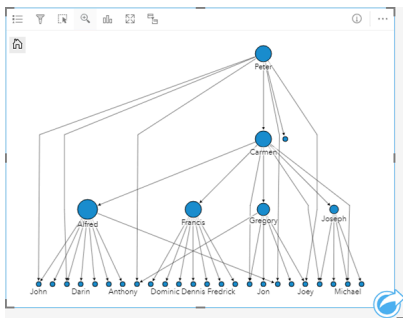 Peter
Carmen
Alfred
Francis
Gregory
Joseph
John Darin Anthony Dominic Dennis Fredrick Jon Joey Michael